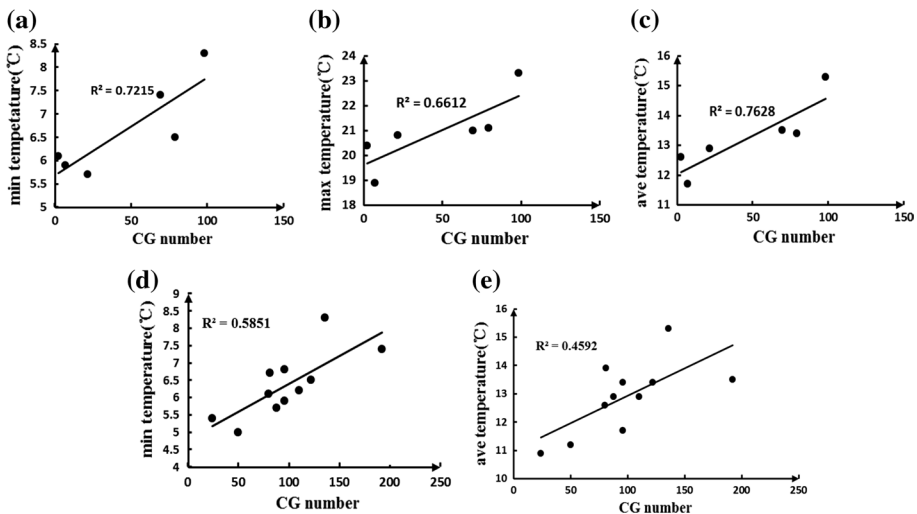 (a)
8.5
8
7.5
7
6.5
6
5.5
5
min tempetature(℃)
R² = 0.7215
0 50 100 150
CG number
(b)
24
23
22
21
20
19
18
max temperature(℃)
R² = 0.6612
0 50 100 150
CG number
(c)
16
15
14
13
12
11
ave temperature(℃)
R² = 0.7628
0 50 100 150
CG number
(d)
9
8.5
8
7.5
7
6.5
6
5.5
5
4.5
4
min temperature(℃)
R² = 0.5851
0 50 100 150 200 250
CG number
(e)
16
15
14
13
12
11
10
ave temperature(℃)
R² = 0.4592
0 50 100 150 200 250
CG number